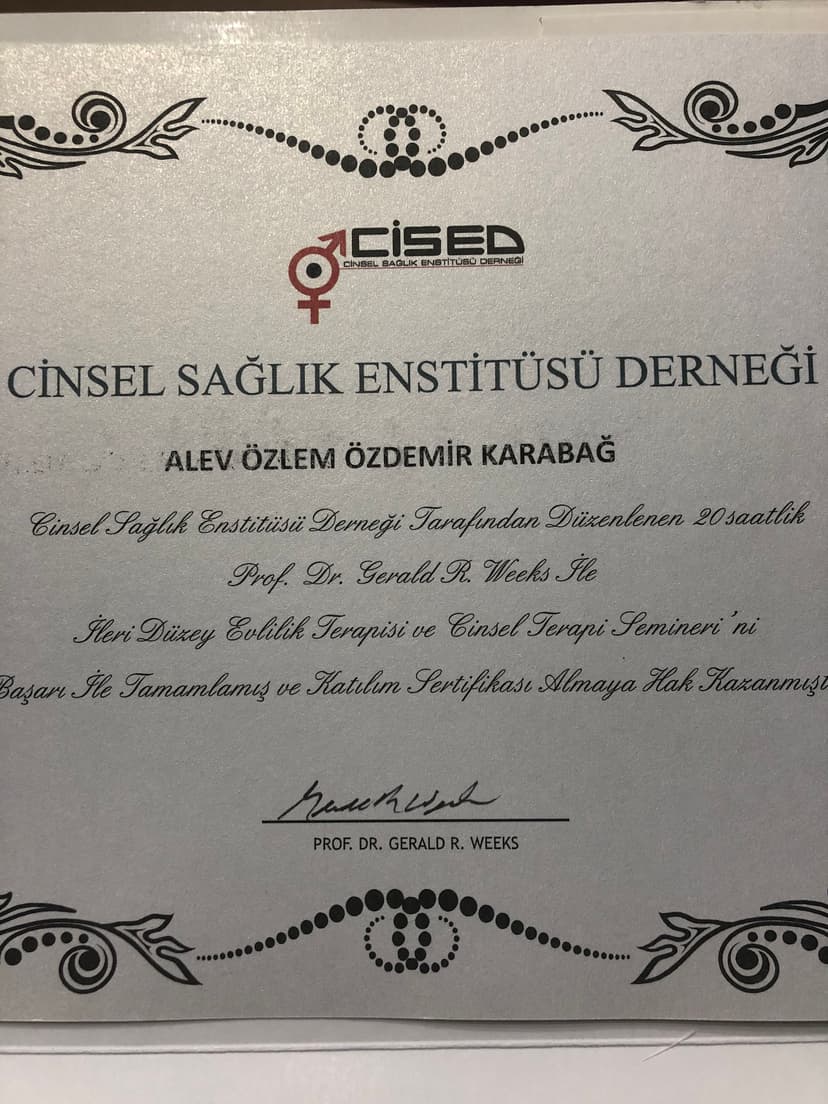 CİSED
CİNSEL SAĞLIK ENSTİTÜSÜ DERNEĞİ
CİNSEL SAĞLIK ENSTİTÜSÜ DERNEĞİ
ALEV ÖZLEM ÖZDEMİR KARABAĞ
Cinsel Sağlık Enstitüsü Derneği Tarafından Düzenlenen 20 saatlik
Prof. Dr. Gerald R. Weeks İle
İleri Düzey Evlilik Terapisi ve Cinsel Terapi Semineri'ni
Başarı İle Tamamlamış ve Katılım Sertifikası Almaya Hak Kazanmıştı
PROF. DR. GERALD R. WEEKS